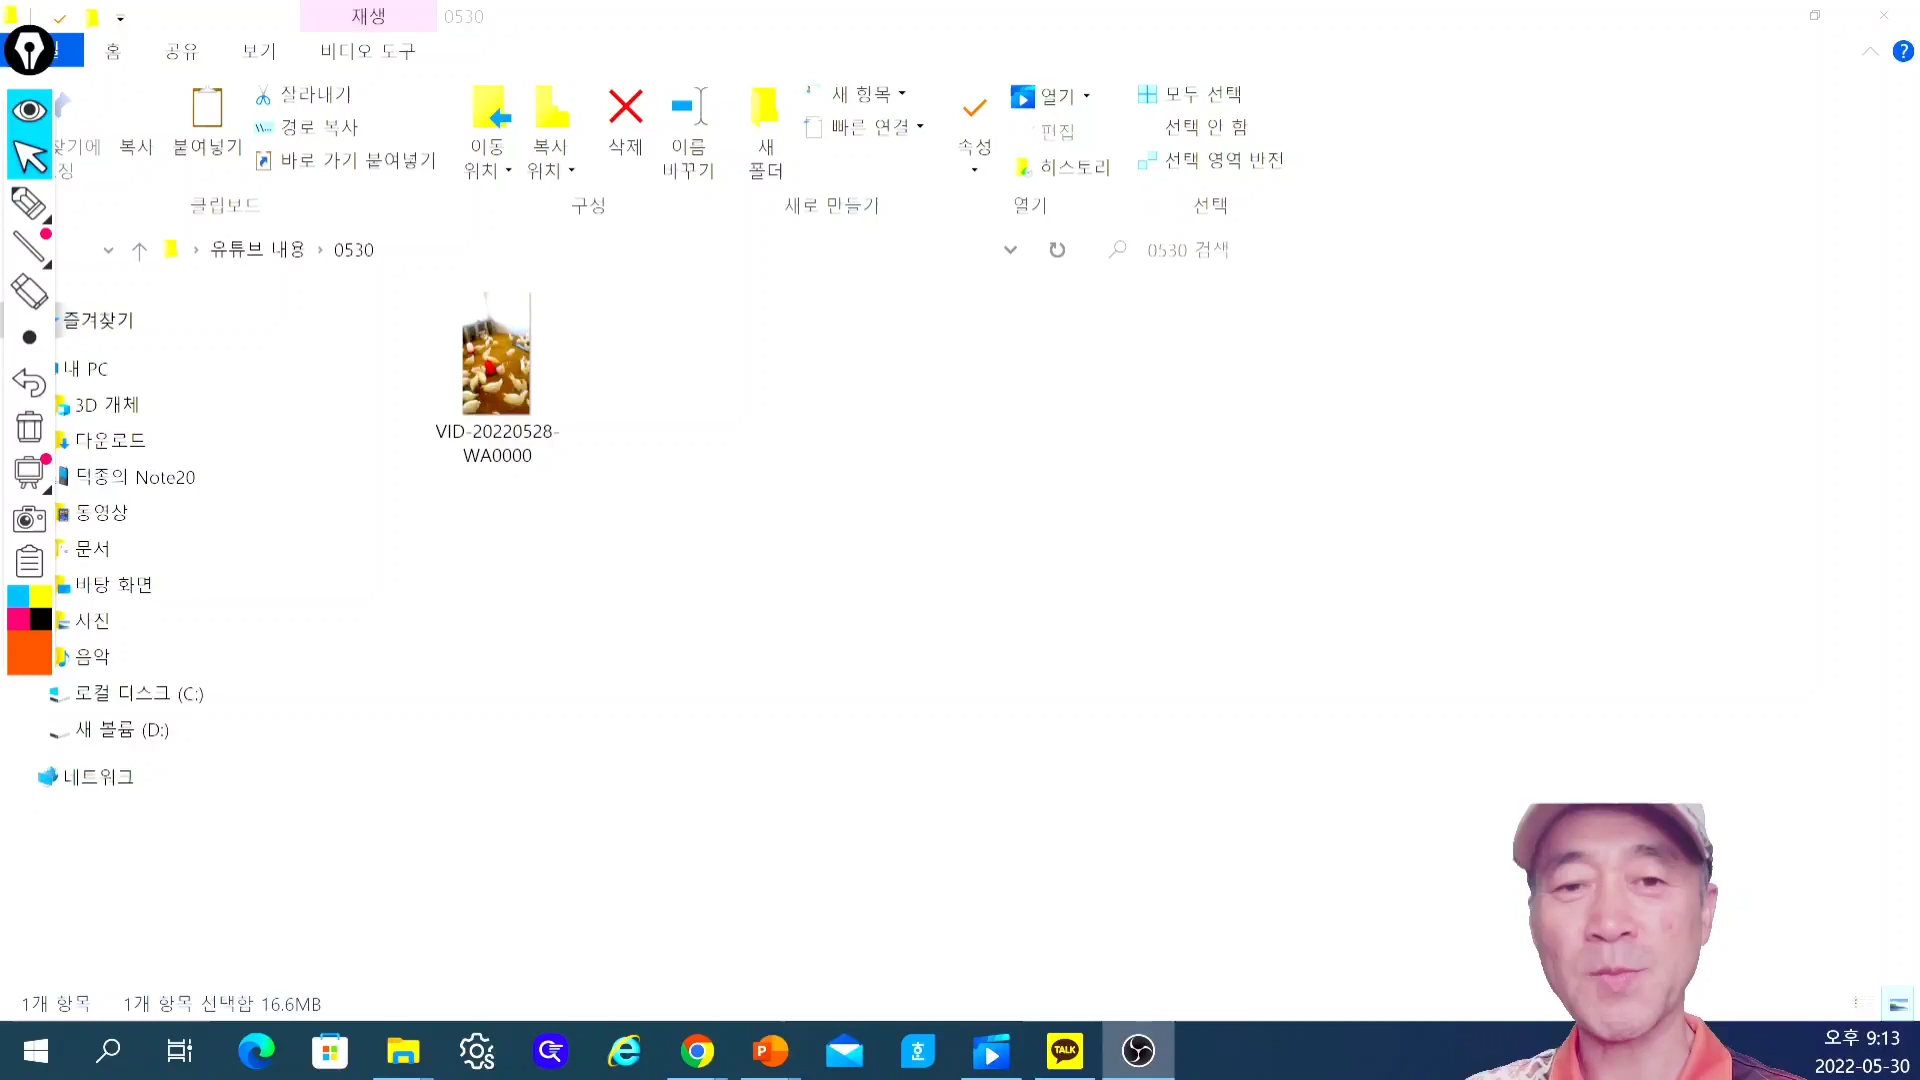 재생 0530
홈 공유 보기 비디오 도구
찾기에
복사
붙여넣기
잘라내기
경로 복사
바로 가기 붙여넣기
클립보드
이동
위치
복사
위치
삭제
이름
바꾸기
구성
새
폴더
새 항목
빠른 연결
새로 만들기
속성
열기
편집
히스토리
열기
모두 선택
선택 안 함
선택 영역 반전
선택
유튜브 내용 › 0530
0530 검색
즐겨찾기
내 PC
3D 개체
다운로드
덕종의 Note20
동영상
문서
바탕 화면
사진
음악
로컬 디스크 (C:)
새 볼륨 (D:)
네트워크
VID-20220528-
WA0000
1개 항목 1개 항목 선택함 16.6MB
TALK
오후 9:13
2022-05-30